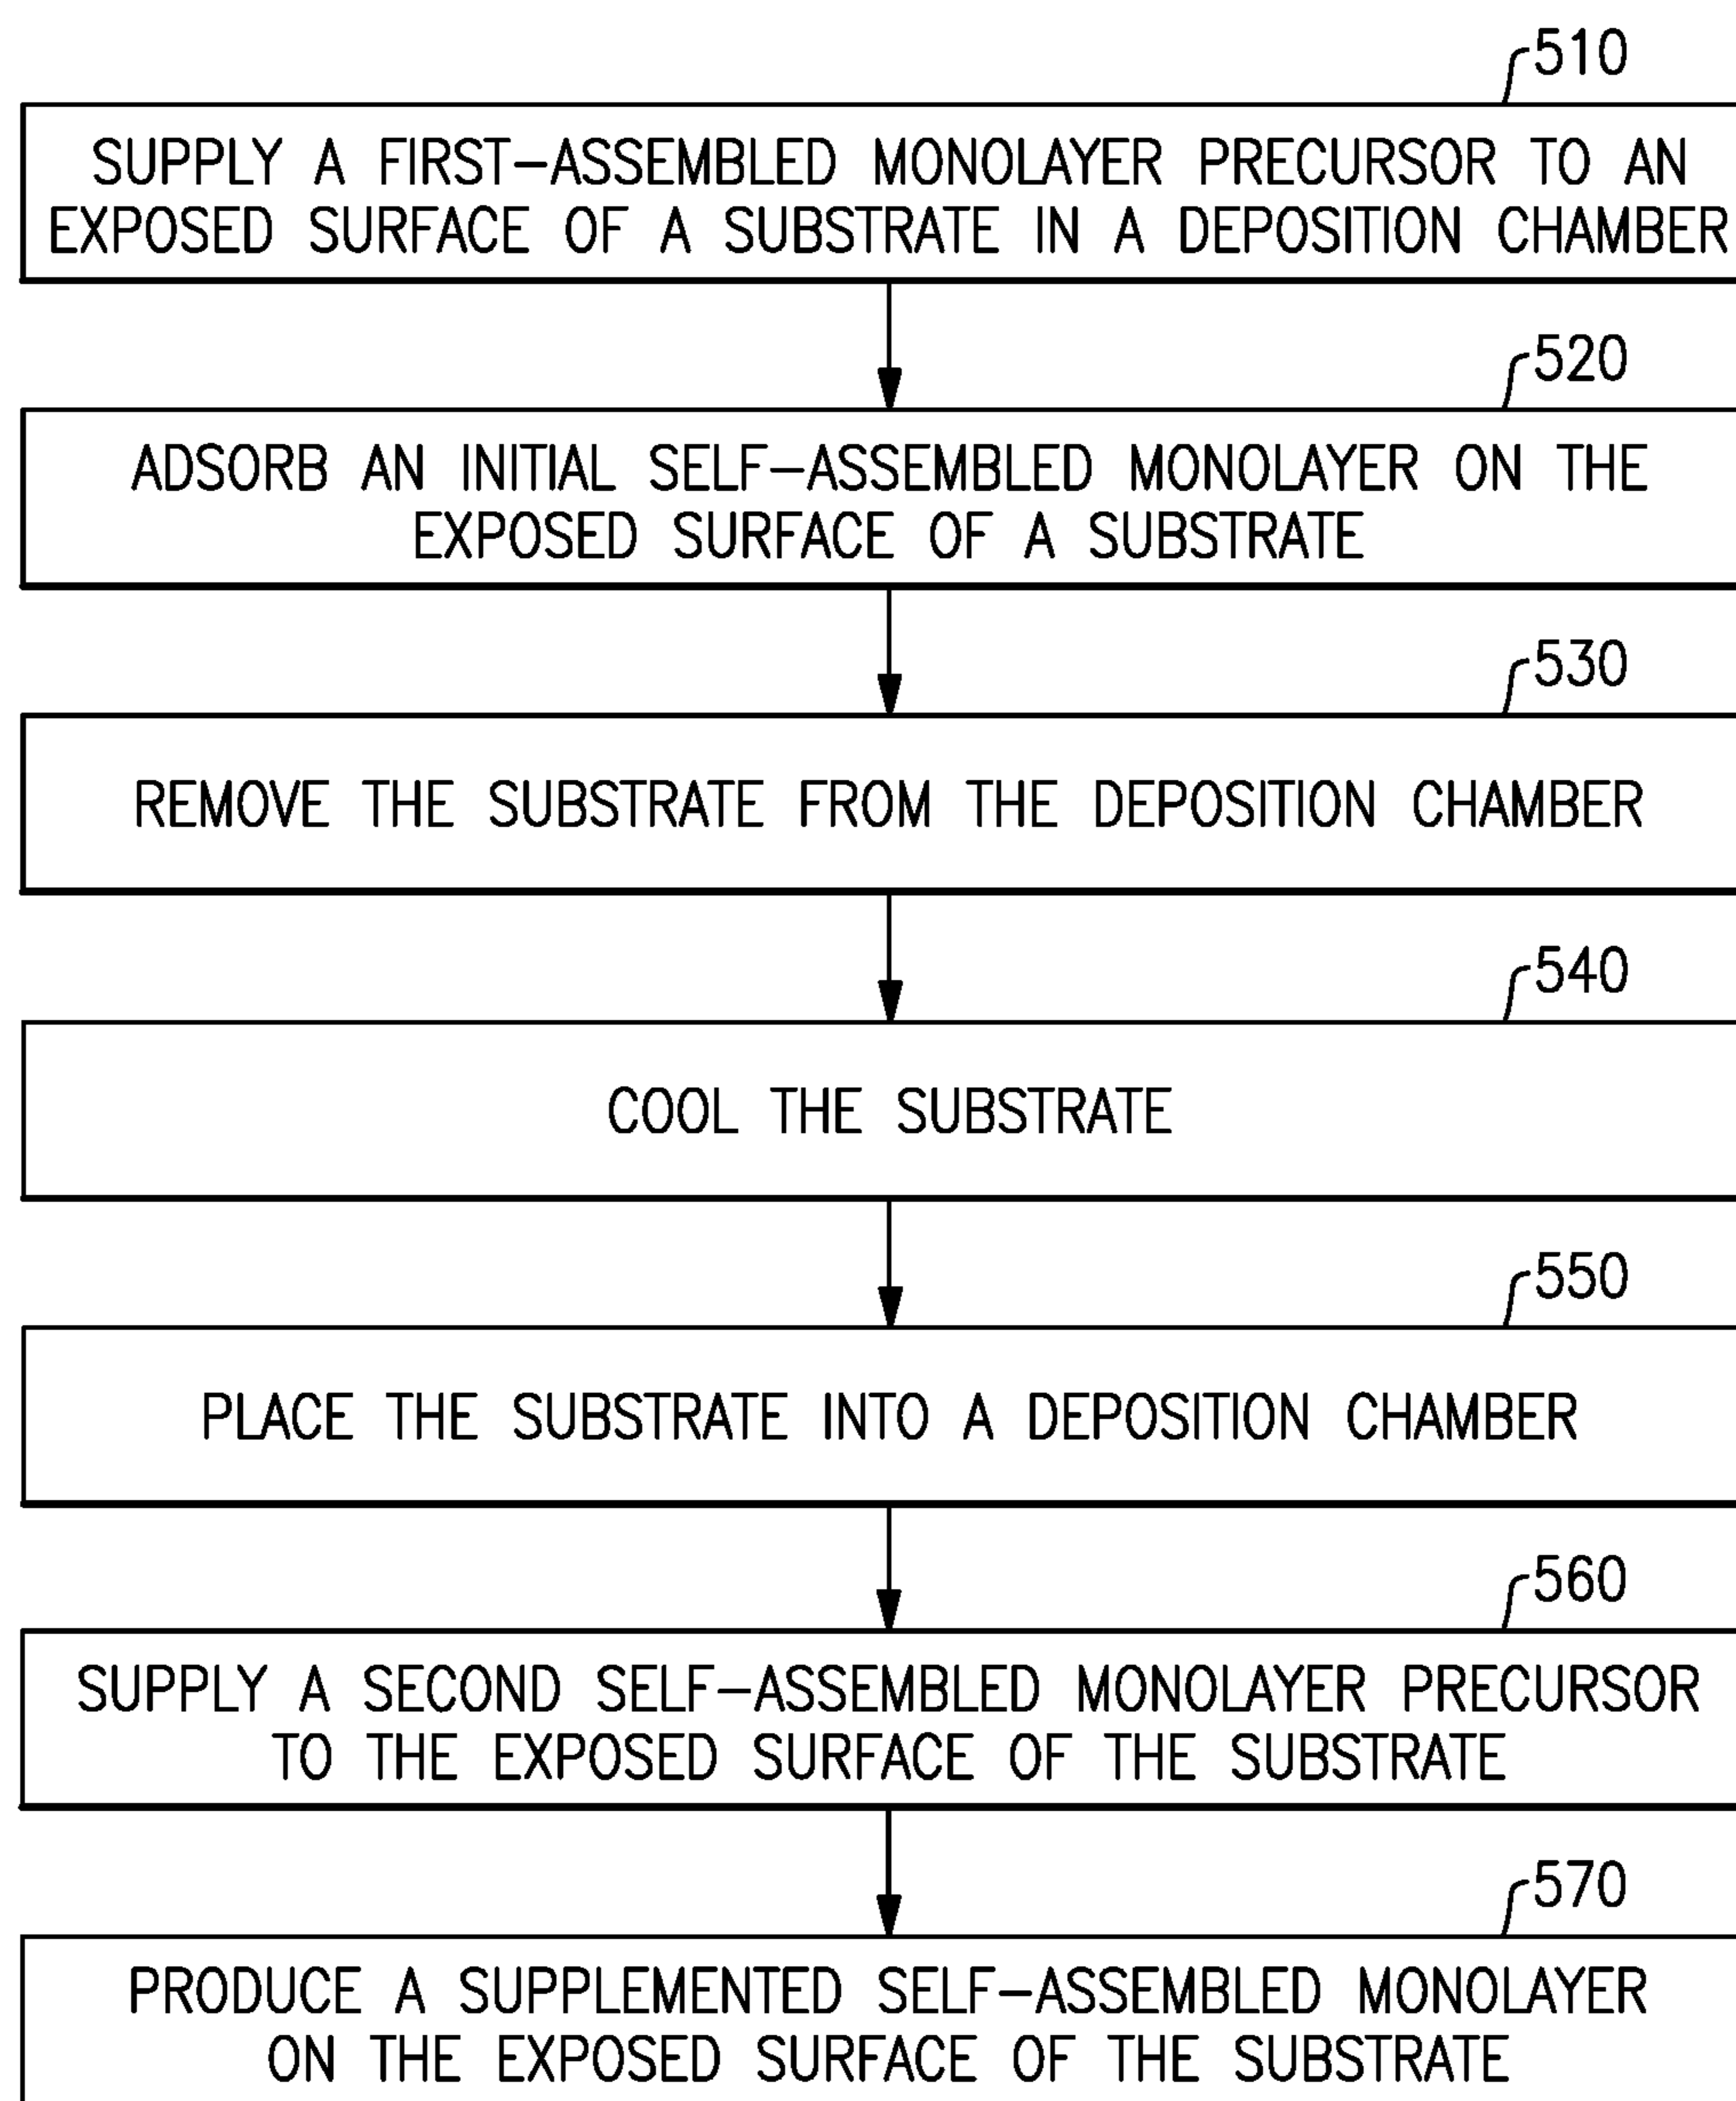 510
SUPPLY A FIRST-ASSEMBLED MONOLAYER PRECURSOR TO AN
EXPOSED SURFACE OF A SUBSTRATE IN A DEPOSITION CHAMBER
520
ADSORB AN INITIAL SELF-ASSEMBLED MONOLAYER ON THE
EXPOSED SURFACE OF A SUBSTRATE
530
REMOVE THE SUBSTRATE FROM THE DEPOSITION CHAMBER
540
COOL THE SUBSTRATE
550
PLACE THE SUBSTRATE INTO A DEPOSITION CHAMBER
560
SUPPLY A SECOND SELF-ASSEMBLED MONOLAYER PRECURSOR
TO THE EXPOSED SURFACE OF THE SUBSTRATE
570
PRODUCE A SUPPLEMENTED SELF-ASSEMBLED MONOLAYER
ON THE EXPOSED SURFACE OF THE SUBSTRATE